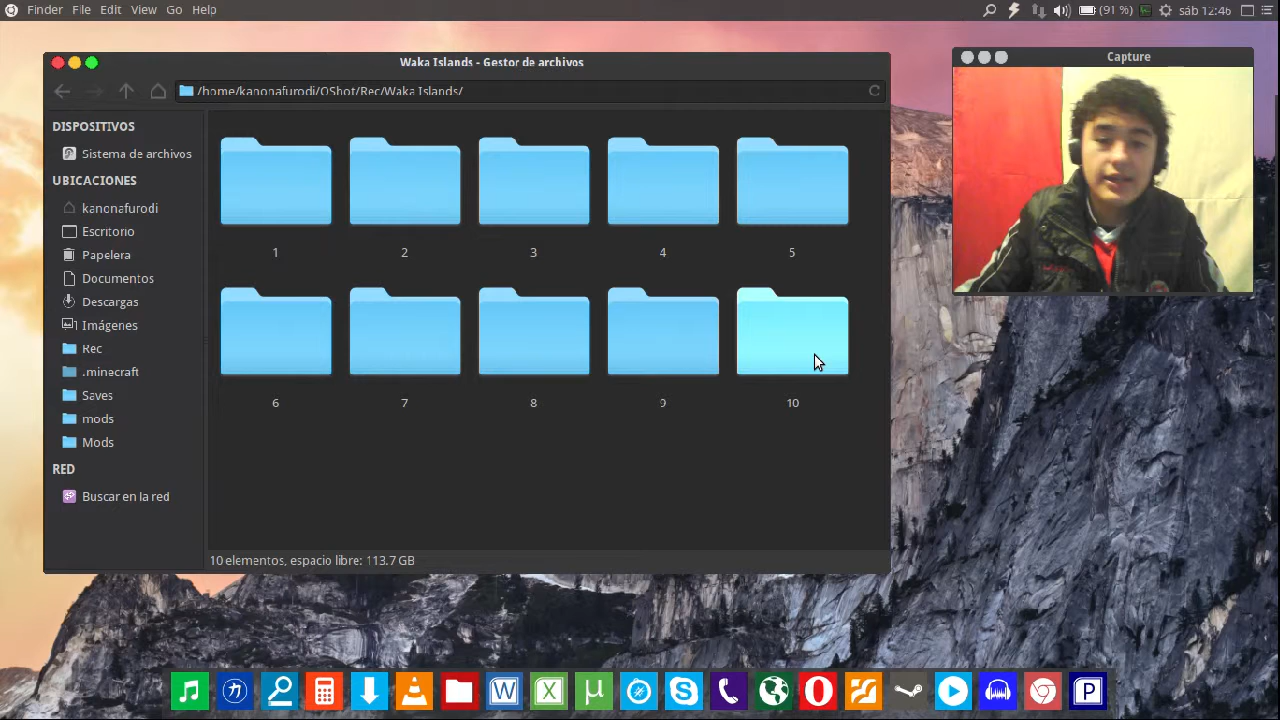 Finder File Edit View Go Help
(91 %) sáb 12:46
Waka Islands - Gestor de archivos
/home/kanonafurodi/OShot/Rec/Waka Islands/
Capture
DISPOSITIVOS
Sistema de archivos
UBICACIONES
kanonafurodi
Escritorio
Papelera
Documentos
Descargas
Imágenes
Rec
.minecraft
Saves
mods
Mods
RED
Buscar en la red
1 2 3 4 5
6 7 8 9 10
10 elementos, espacio libre: 113.7 GB
W X µ S P